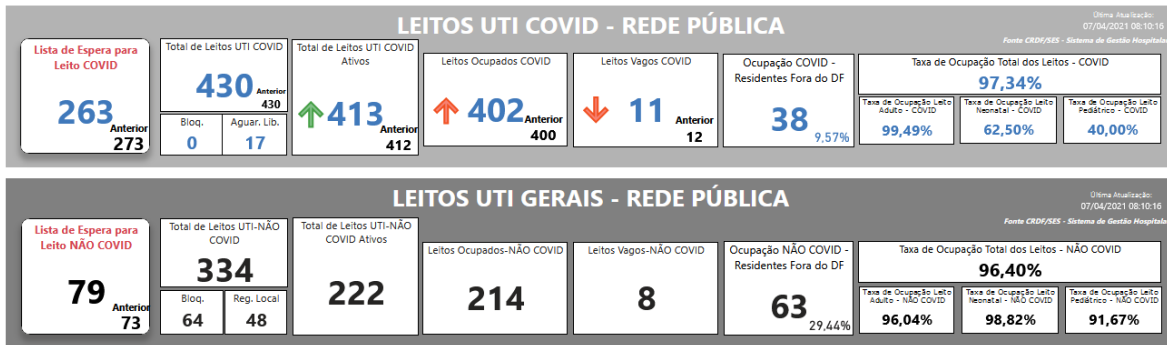 LEITOS UTI COVID - REDE PÚBLICA
Última Atualização:
07/04/2021 08:10:16
Fonte CRDF/SES - Sistema de Gestão Hospitalar
Lista de Espera para
Leito COVID
263
Anterior
273
Total de Leitos UTI COVID
430
Anterior
430
Bloq.
0
Aguar. Lib.
17
Total de Leitos UTI COVID
Ativos
413
Anterior
412
Leitos Ocupados COVID
402
Anterior
400
Leitos Vagos COVID
11
Anterior
12
Ocupação COVID -
Residentes Fora do DF
38
9,57%
Taxa de Ocupação Total dos Leitos - COVID
97,34%
Taxa de Ocupação Leito
Adulto - COVID
99,49%
Taxa de Ocupação Leito
Neonatal - COVID
62,50%
Taxa de Ocupação Leito
Pediátrico - COVID
40,00%
LEITOS UTI GERAIS - REDE PÚBLICA
Última Atualização:
07/04/2021 08:10:16
Fonte CRDF/SES - Sistema de Gestão Hospitalar
Lista de Espera para
Leito NÃO COVID
79
Anterior
73
Total de Leitos UTI-NÃO
COVID
334
Bloq.
64
Reg. Local
48
Total de Leitos UTI-NÃO
COVID Ativos
222
Leitos Ocupados-NÃO COVID
214
Leitos Vagos-NÃO COVID
8
Ocupação NÃO COVID -
Residentes Fora do DF
63
29,44%
Taxa de Ocupação Total dos Leitos - NÃO COVID
96,40%
Taxa de Ocupação Leito
Adulto - NÃO COVID
96,04%
Taxa de Ocupação Leito
Neonatal - NÃO COVID
98,82%
Taxa de Ocupação Leito
Pediátrico - NÃO COVID
91,67%